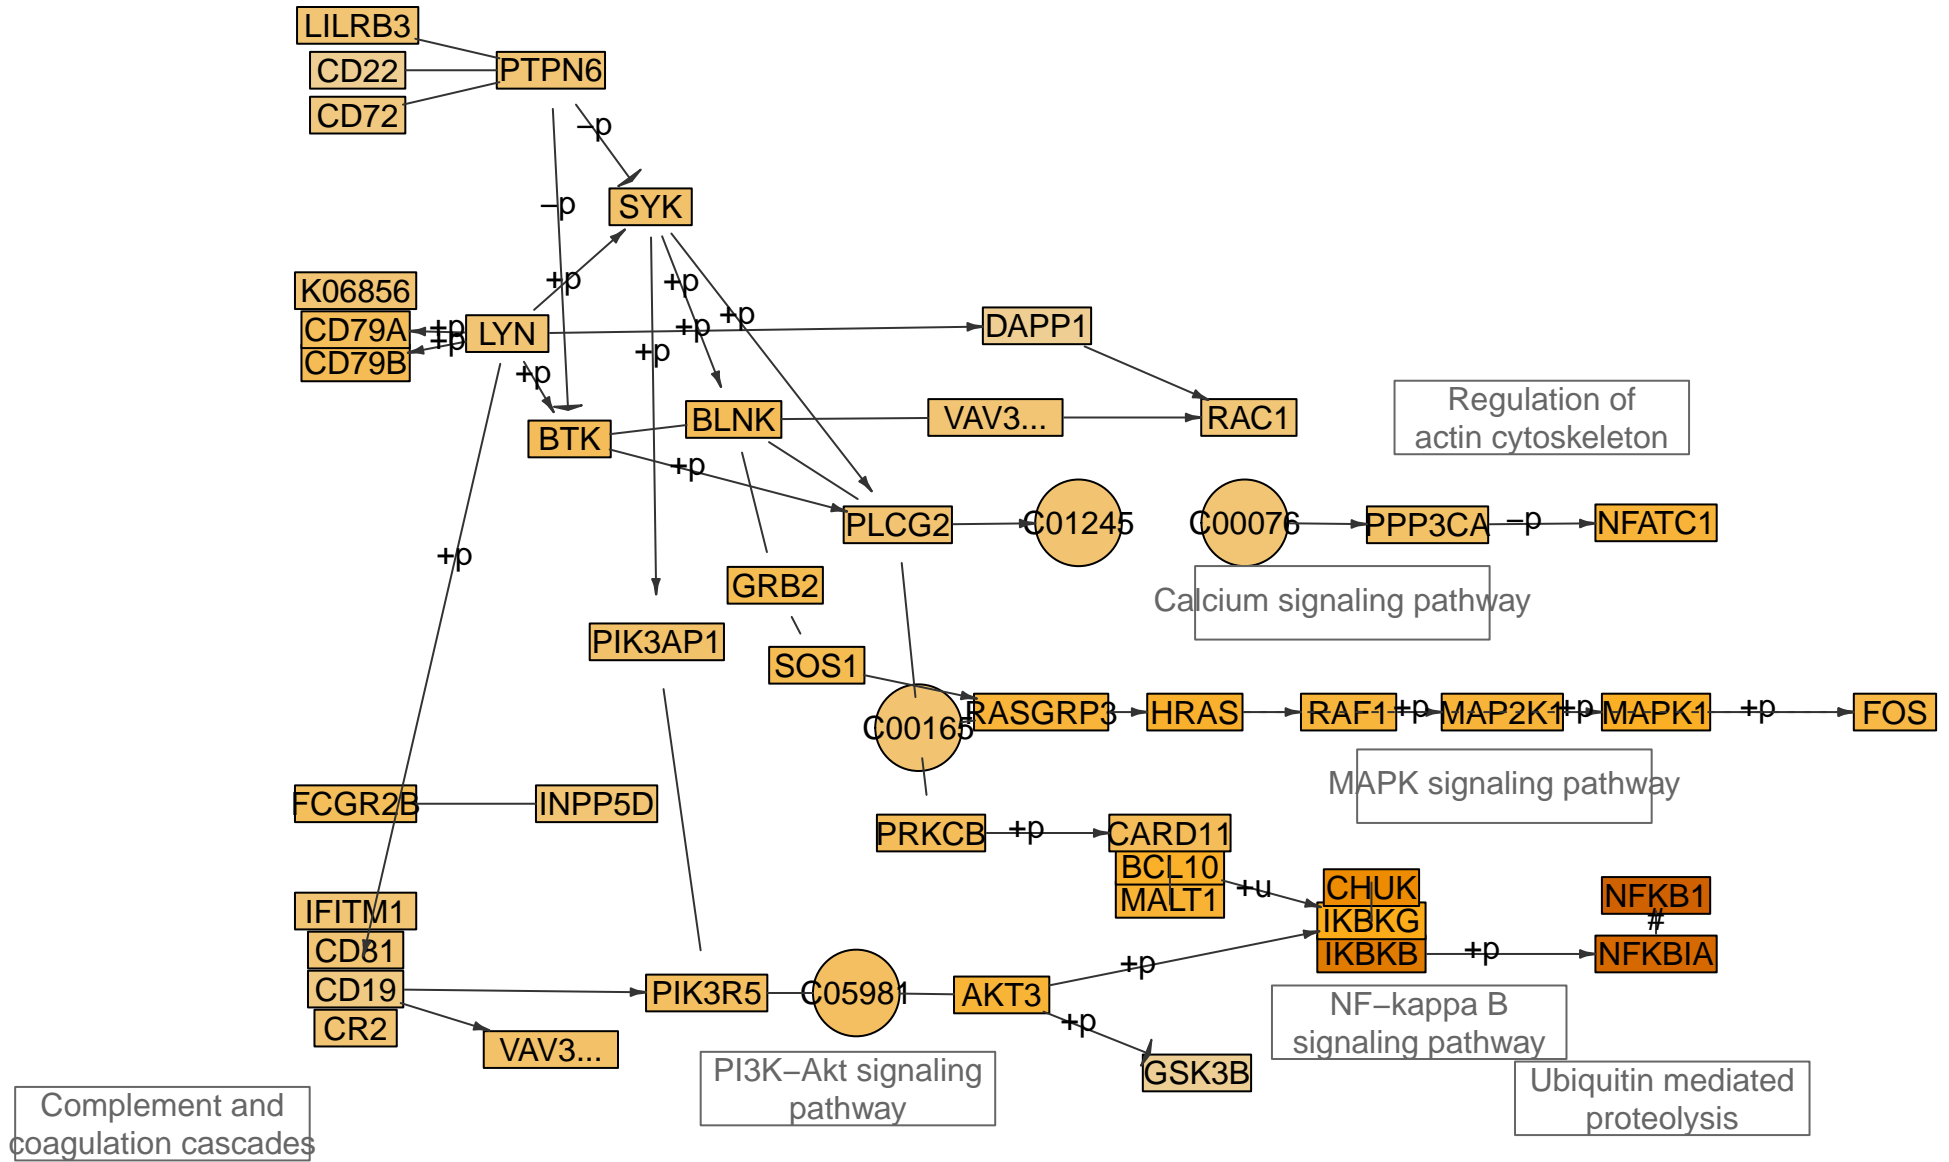 LILRB3
CD22
PTPN6
CD72
–p
SYK
–p
+p
+p
K06856
CD79A
+p
LYN
+p
+p
DAPP1
CD79B
+p
+p
+p
BTK
BLNK
VAV3...
RAC1
Regulation of
actin cytoskeleton
+p
PLCG2
C01245
C00076
PPP3CA
–p
NFATC1
+p
GRB2
Calcium signaling pathway
PIK3AP1
SOS1
C00165
RASGRP3
HRAS
RAF1
+p
MAP2K1
+p
MAPK1
+p
FOS
MAPK signaling pathway
FCGR2B
INPP5D
PRKCB
+p
CARD11
BCL10
MALT1
+u
CHUK
IKBKG
IKBKB
NFKB1
#
+p
NFKBIA
IFITM1
CD81
CD19
CR2
VAV3...
PIK3R5
C05981
AKT3
+p
+p
GSK3B
NF–kappa B
signaling pathway
PI3K–Akt signaling
pathway
Ubiquitin mediated
proteolysis
Complement and
coagulation cascades